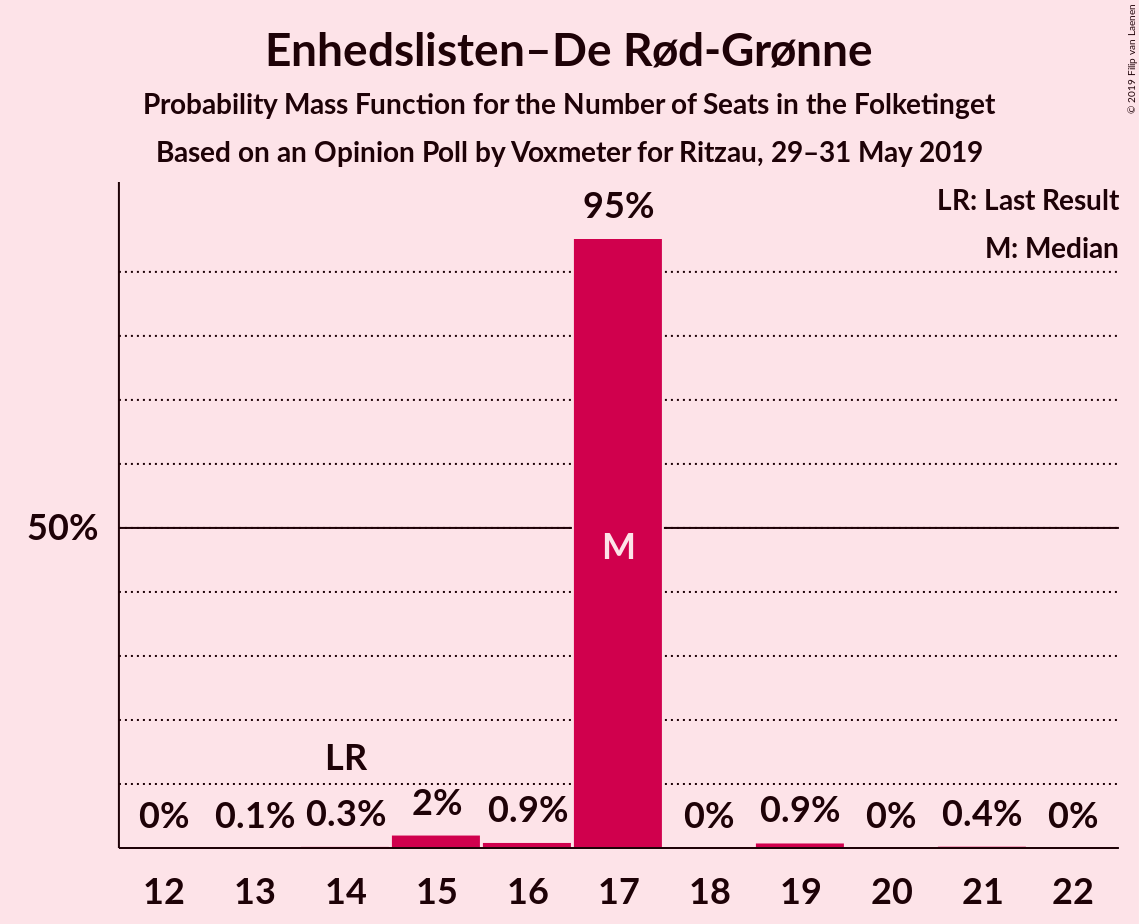 Enhedslisten–De Rød-Grønne
Probability Mass Function for the Number of Seats in the Folketinget
Based on an Opinion Poll by Voxmeter for Ritzau, 29–31 May 2019
© 2019 Filip van Laenen
LR: Last Result
M: Median
95%
50%
M
LR
0% 0.1% 0.3% 2% 0.9% 0% 0.9% 0% 0.4% 0%
12 13 14 15 16 17 18 19 20 21 22